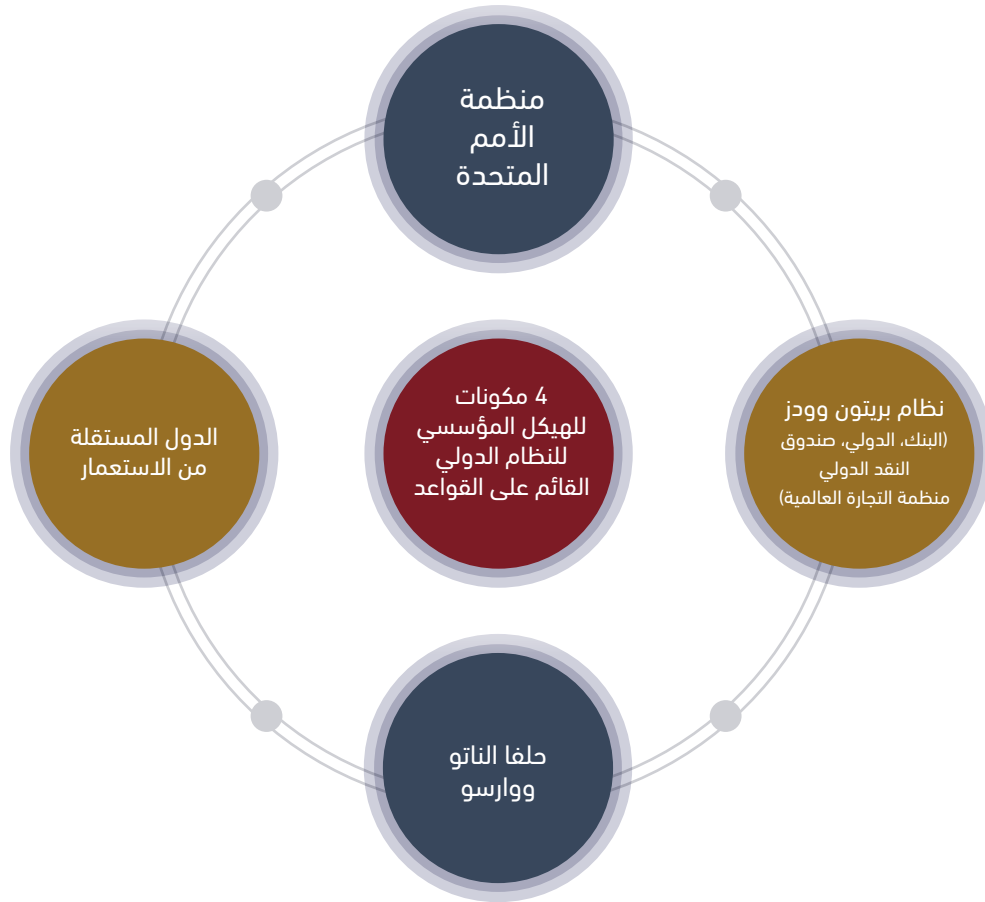 منظمة
الأمم
المتحدة
نظام بريتون وودز
(البنك، الدولي، صندوق
النقد الدولي
منظمة التجارة العالمية)
4 مكونات
للهيكل المؤسسي
للنظام الدولي
القائم على القواعد
الدول المستقلة
من الاستعمار
حلفا الناتو
ووارسو